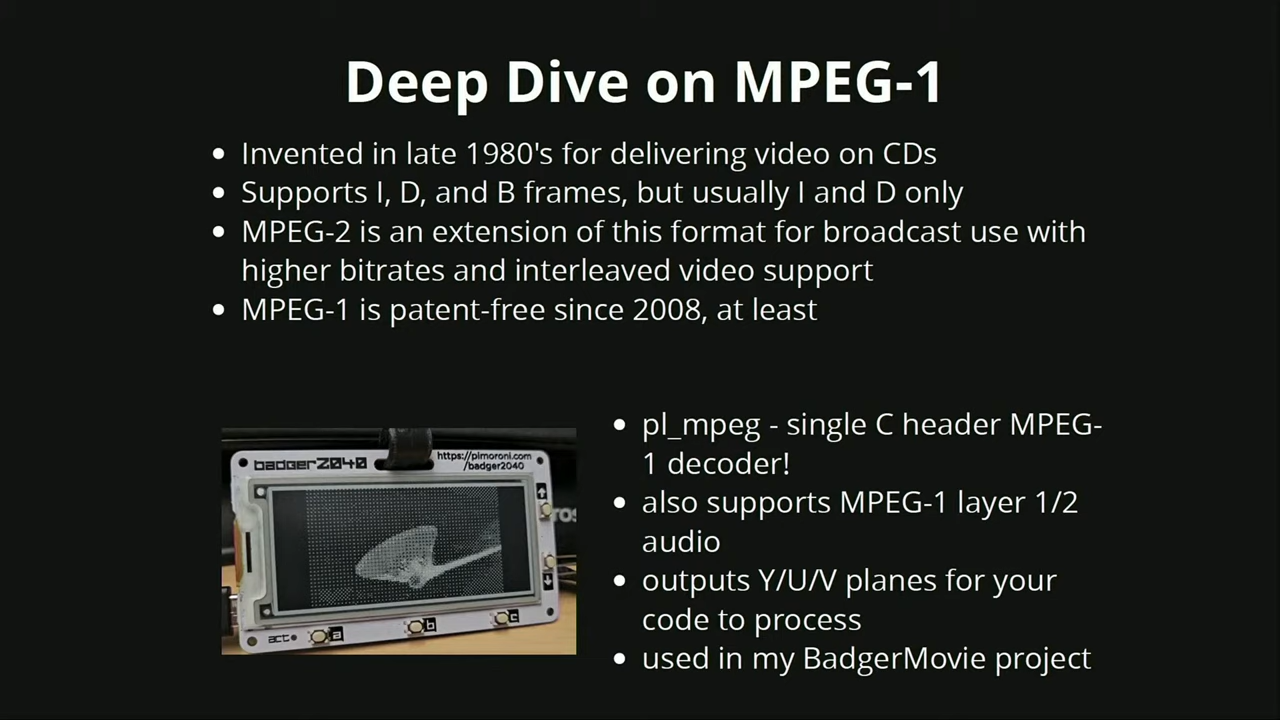 Deep Dive on MPEG-1
• Invented in late 1980's for delivering video on CDs
• Supports I, D, and B frames, but usually I and D only
• MPEG-2 is an extension of this format for broadcast use with
higher bitrates and interleaved video support
• MPEG-1 is patent-free since 2008, at least
badger2040
https://pimoroni.com
/badger2040
act
a
b
c
• pl_mpeg - single C header MPEG-
1 decoder!
• also supports MPEG-1 layer 1/2
audio
• outputs Y/U/V planes for your
code to process
• used in my BadgerMovie project